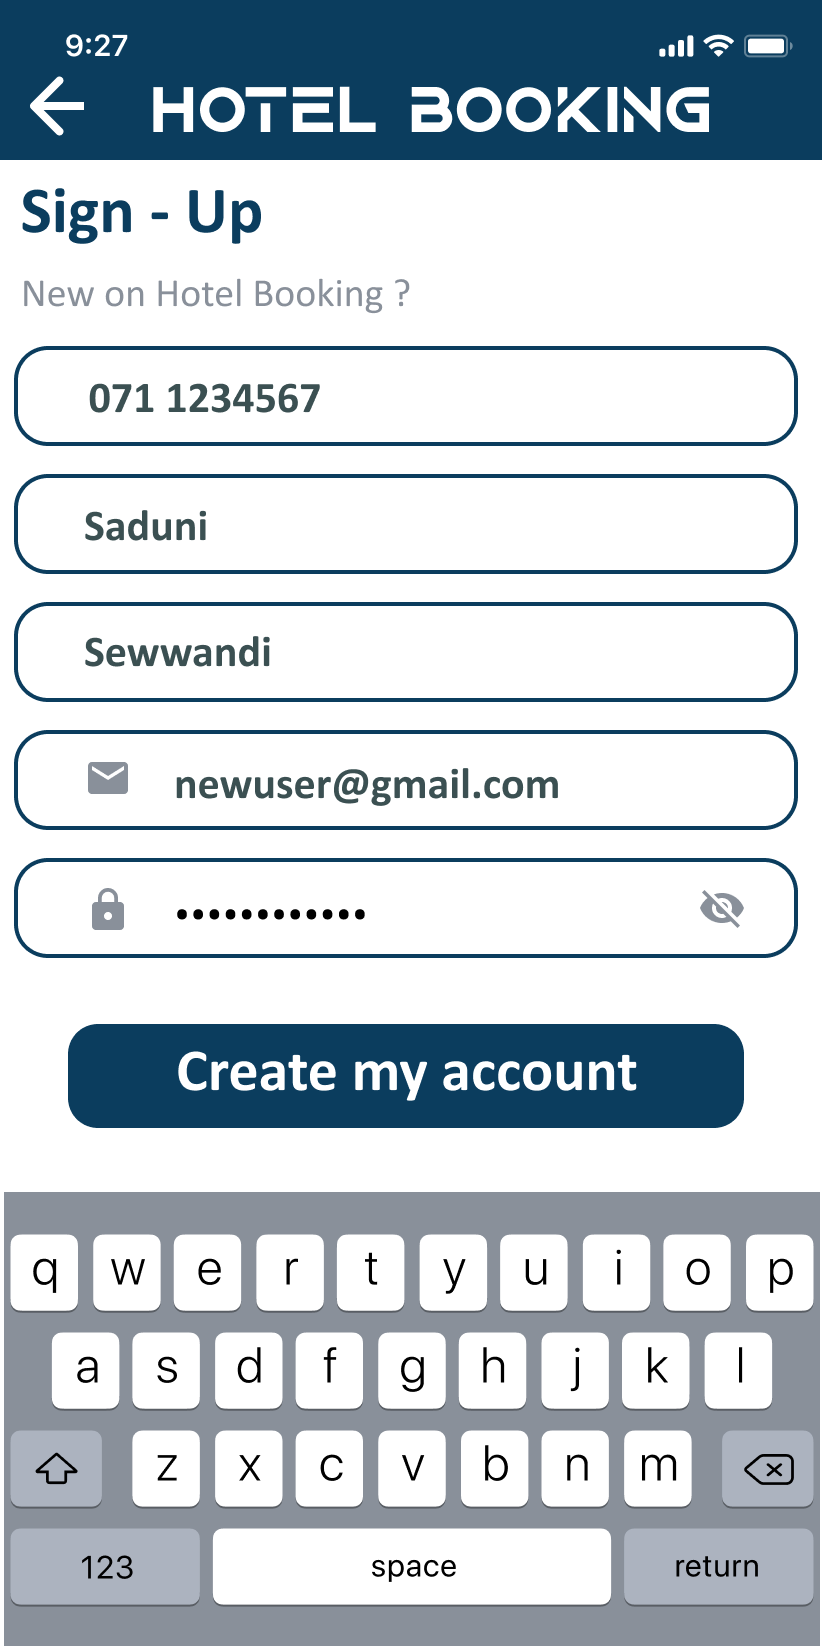 9:27
HOTEL BOOKING
Sign - Up
New on Hotel Booking ?
071 1234567
Saduni
Sewwandi
newuser@gmail.com
••••••••••••
Create my account
q w e r t y u i o p
a s d f g h j k l
z x c v b n m
123 space return